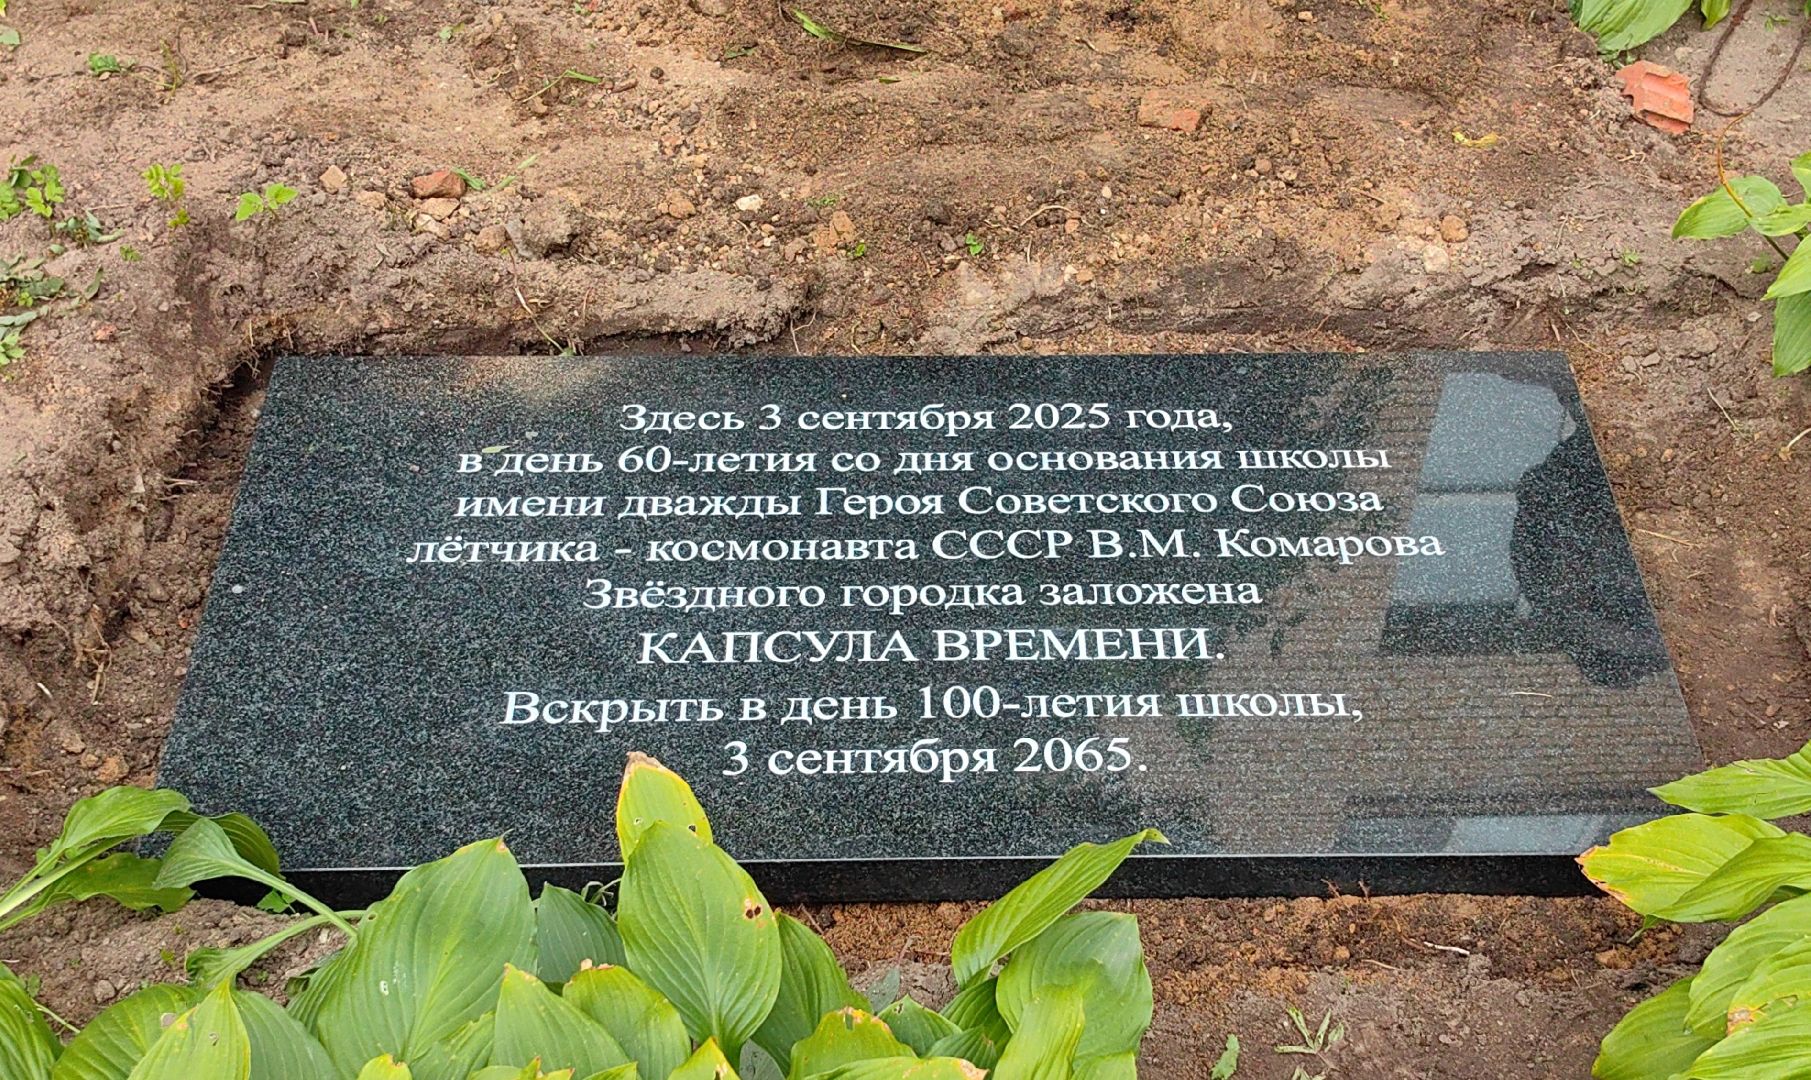 Здесь 3 сентября 2025 года,
в день 60-летия со дня основания школы
имени дважды Героя Советского Союза
лётчика - космонавта СССР В.М. Комарова
Звёздного городка заложена
КАПСУЛА ВРЕМЕНИ.
Вскрыть в день 100-летия школы,
3 сентября 2065.